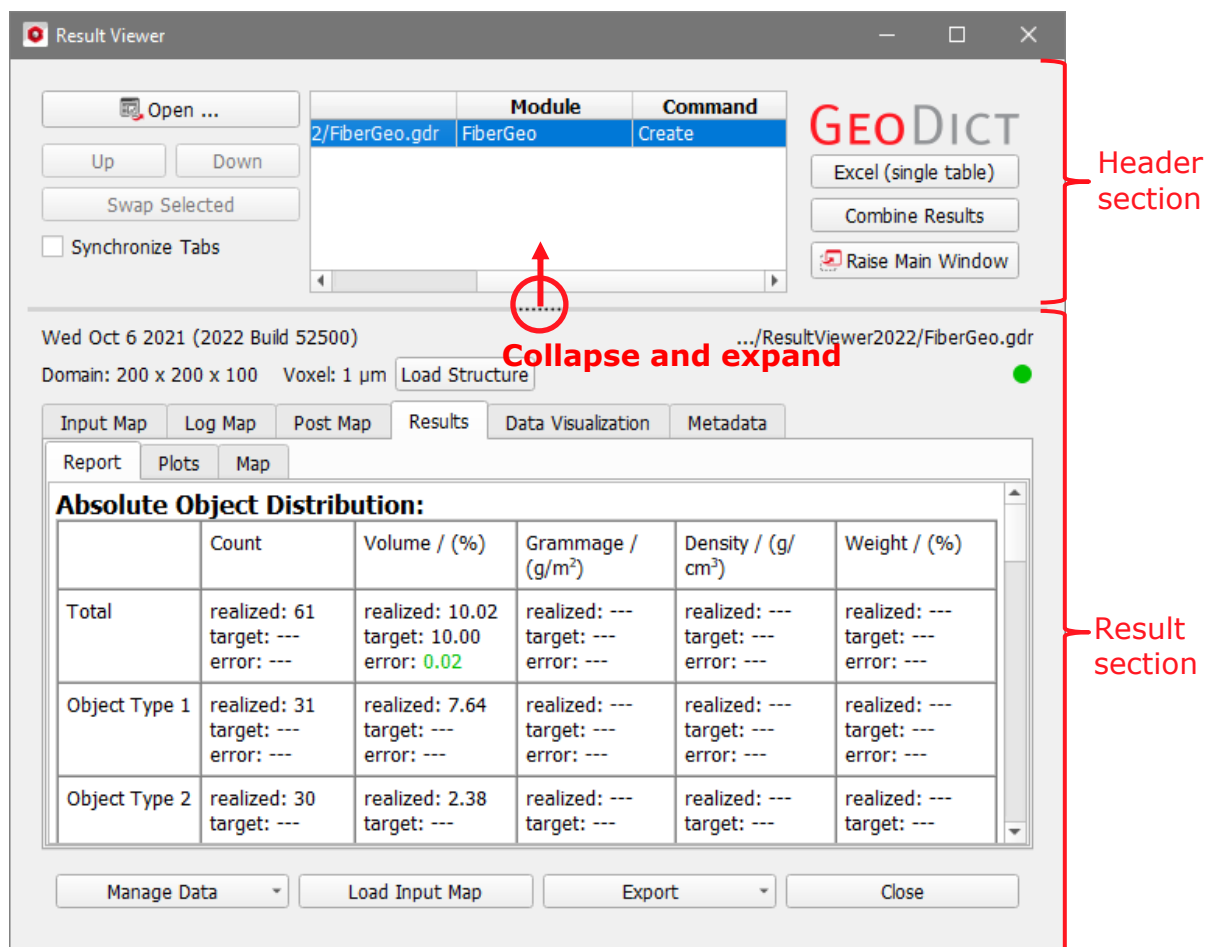 Result Viewer
Open ...
Module Command
2/FiberGeo.gdr FiberGeo Create
GEODICT
Up Down
Excel (single table)
Swap Selected
Combine Results
Synchronize Tabs
Raise Main Window
Header
section
Wed Oct 6 2021 (2022 Build 52500) .../ResultViewer2022/FiberGeo.gdr
Collapse and expand
Domain: 200 x 200 x 100 Voxel: 1 µm Load Structure
Input Map Log Map Post Map Results Data Visualization Metadata
Report Plots Map
Absolute Object Distribution:
Count Volume / (%) Grammage / Density / (g/ Weight / (%)
(g/m²) cm³)
Total realized: 61 realized: 10.02 realized: --- realized: --- realized: ---
target: --- target: 10.00 target: --- target: --- target: ---
error: --- error: 0.02 error: --- error: --- error: ---
Result
section
Object Type 1 realized: 31 realized: 7.64 realized: --- realized: --- realized: ---
target: --- target: --- target: --- target: --- target: ---
error: --- error: --- error: --- error: --- error: ---
Object Type 2 realized: 30 realized: 2.38 realized: --- realized: --- realized: ---
target: --- target: --- target: --- target: --- target: ---
Manage Data Load Input Map Export Close